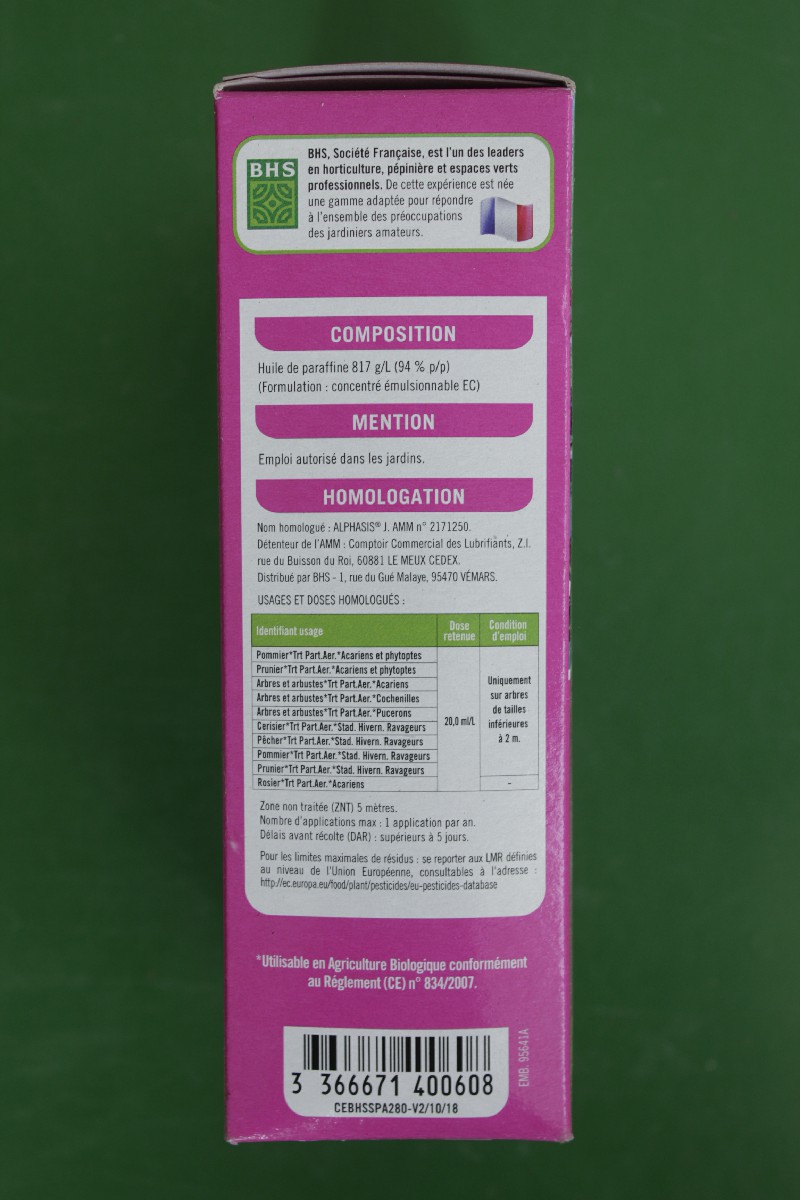 BHS
BHS, Société Française, est l'un des leaders
en horticulture, pépinière et espaces verts
professionnels. De cette expérience est née
une gamme adaptée pour répondre
à l'ensemble des préoccupations
des jardiniers amateurs.
COMPOSITION
Huile de paraffine 817 g/L (94 % p/p)
(Formulation : concentré émulsionnable EC)
MENTION
Emploi autorisé dans les jardins.
HOMOLOGATION
Nom homologué : ALPHASIS® J. AMM n° 2171250.
Détenteur de l'AMM : Comptoir Commercial des Lubrifiants, Z.I.
rue du Buisson du Roi, 60881 LE MEUX CEDEX.
Distribué par BHS - 1, rue du Gué Malaye, 95470 VÉMARS.
USAGES ET DOSES HOMOLOGUÉS :
Identifiant usage
Dose
retenue
Condition
d'emploi
Pommier*Trt Part.Aer.*Acariens et phytoptes
Prunier*Trt Part.Aer.*Acariens et phytoptes
Arbres et arbustes*Trt Part.Aer.*Acariens
Arbres et arbustes*Trt Part.Aer.*Cochenilles
Arbres et arbustes*Trt Part.Aer.*Pucerons
Cerisier*Trt Part.Aer.*Stad. Hivern. Ravageurs
Pêcher*Trt Part.Aer.*Stad. Hivern. Ravageurs
Pommier*Trt Part.Aer.*Stad. Hivern. Ravageurs
Prunier*Trt Part.Aer.*Stad. Hivern. Ravageurs
Rosier*Trt Part.Aer.*Acariens
20,0 ml/L
Uniquement
sur arbres
de tailles
inférieures
à 2 m.
-
Zone non traitée (ZNT) 5 mètres.
Nombre d'applications max : 1 application par an.
Délais avant récolte (DAR) : supérieurs à 5 jours.
Pour les limites maximales de résidus : se reporter aux LMR définies
au niveau de l'Union Européenne, consultables à l'adresse :
http://ec.europa.eu/food/plant/pesticides/eu-pesticides-database
*Utilisable en Agriculture Biologique conformément
au Réglement (CE) n° 834/2007.
3 366671 400608
CEBHSSPA280-V2/10/18
EMB. 95641A